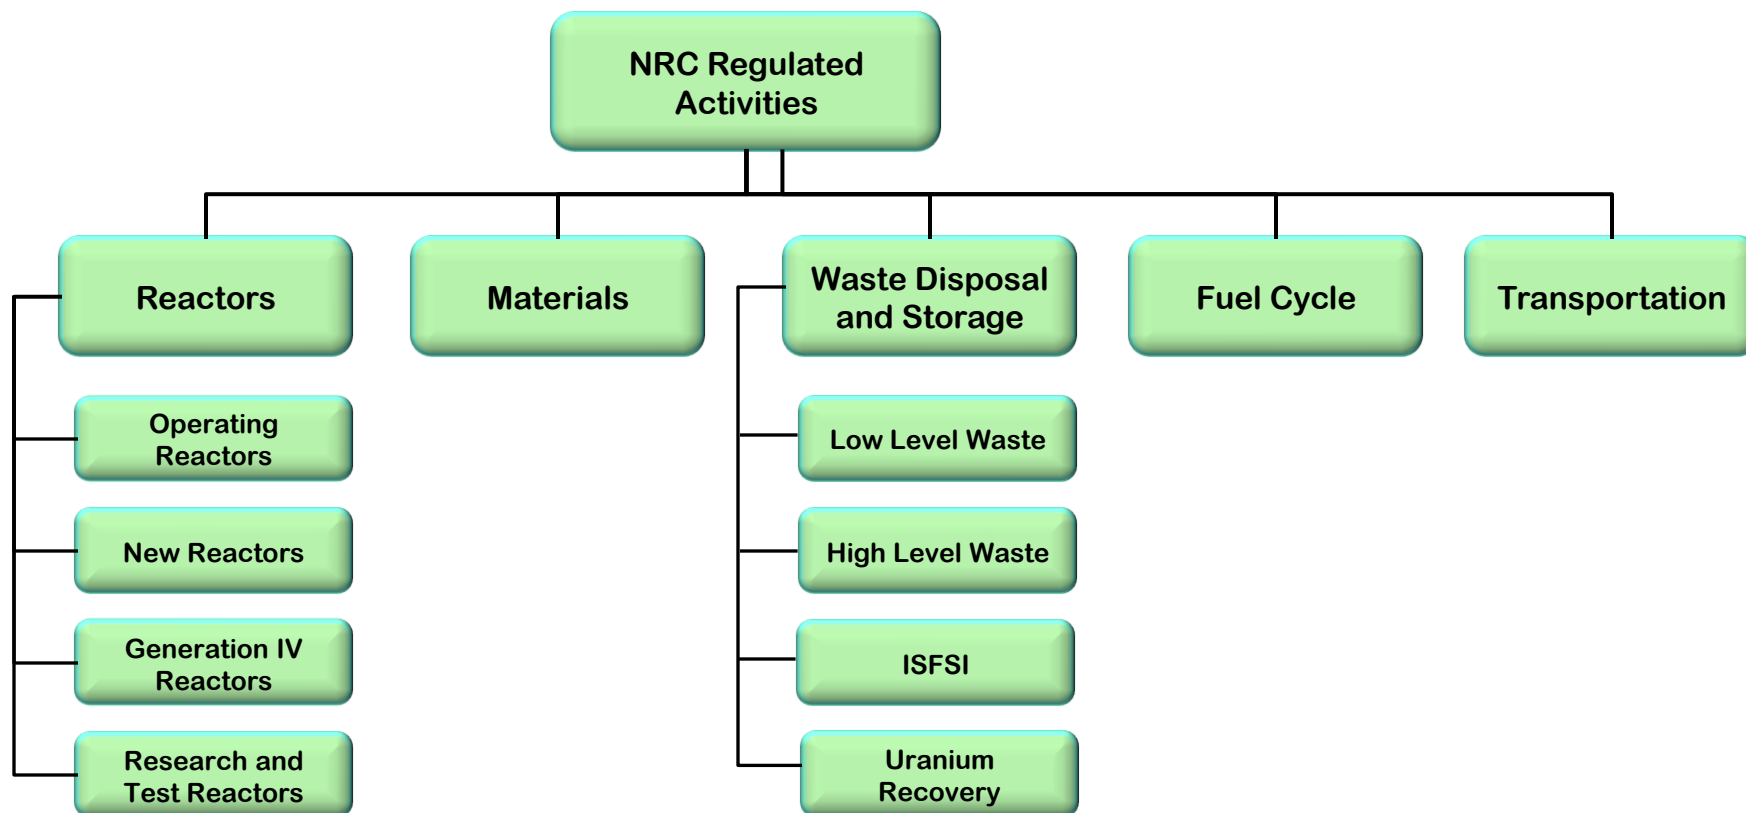 NRC Regulated
Activities
Reactors
Materials
Waste Disposal
and Storage
Fuel Cycle
Transportation
Operating
Reactors
New Reactors
Generation IV
Reactors
Research and
Test Reactors
Low Level Waste
High Level Waste
ISFSI
Uranium
Recovery